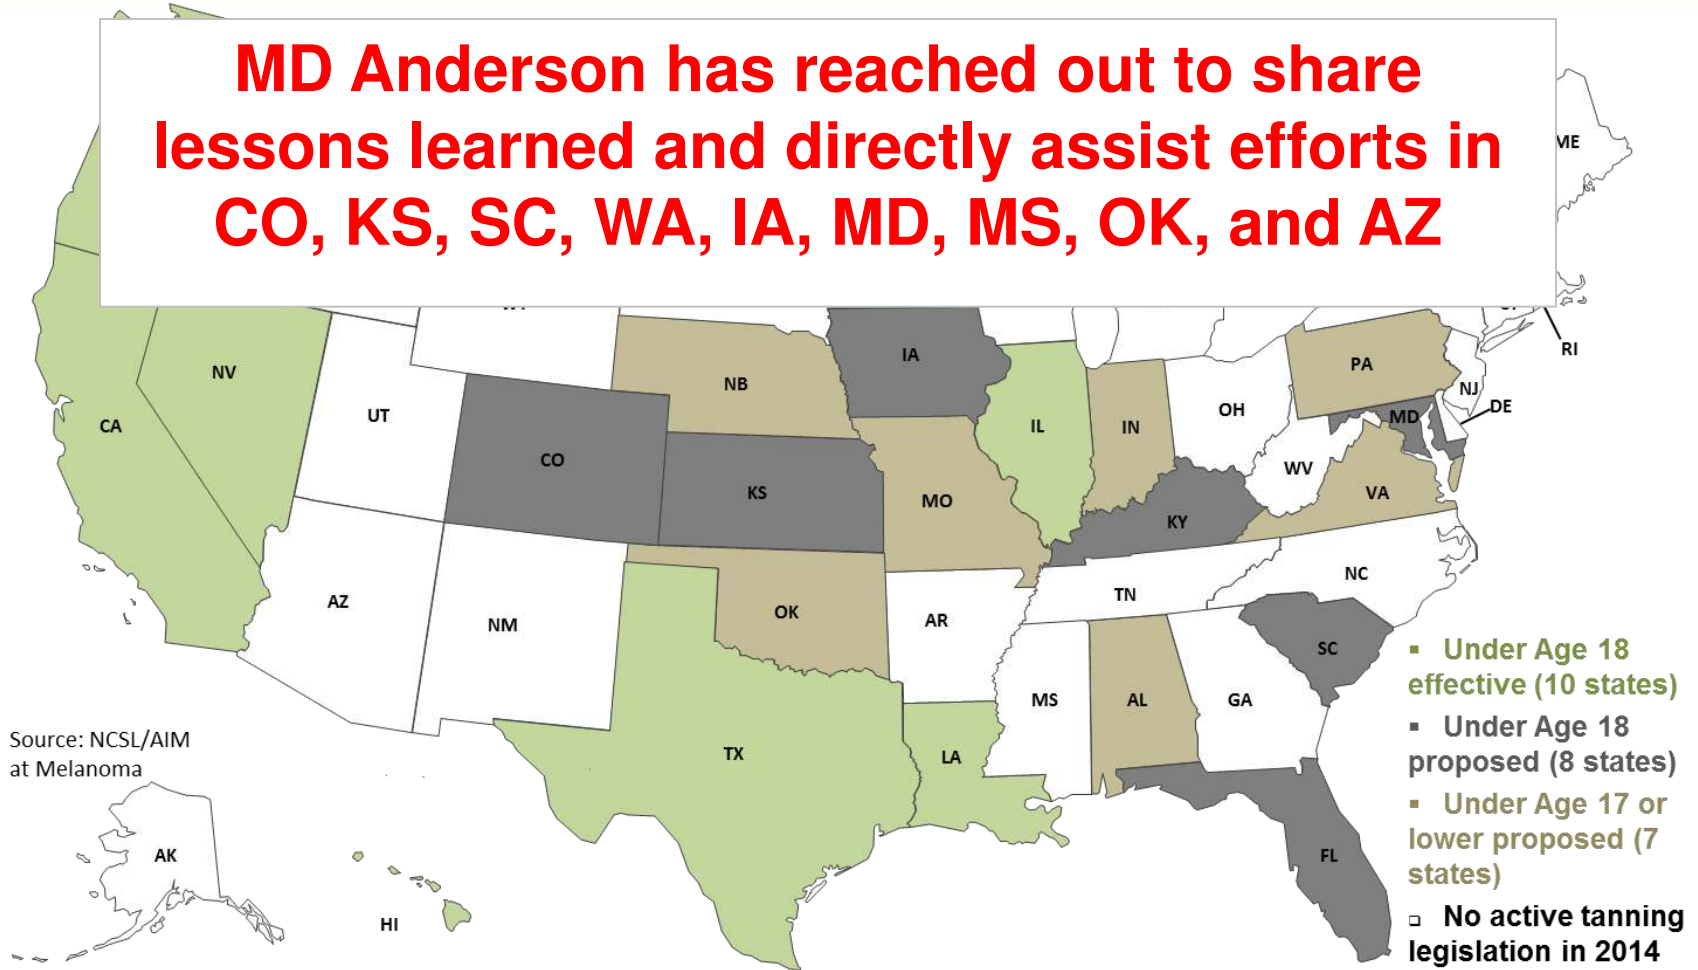 MD Anderson has reached out to share
lessons learned and directly assist efforts in
CO, KS, SC, WA, IA, MD, MS, OK, and AZ
ME
RI
IA
PA
NV
NB
NJ
DE
UT
OH
MD
CA
IL
IN
CO
WV
KS
MO
VA
KY
NC
AZ
TN
NM
OK
AR
SC
MS
AL
GA
TX
LA
AK
HI
FL
Source: NCSL/AIM
at Melanoma
▪ Under Age 18
effective (10 states)
▪ Under Age 18
proposed (8 states)
▪ Under Age 17 or
lower proposed (7
states)
□ No active tanning
legislation in 2014